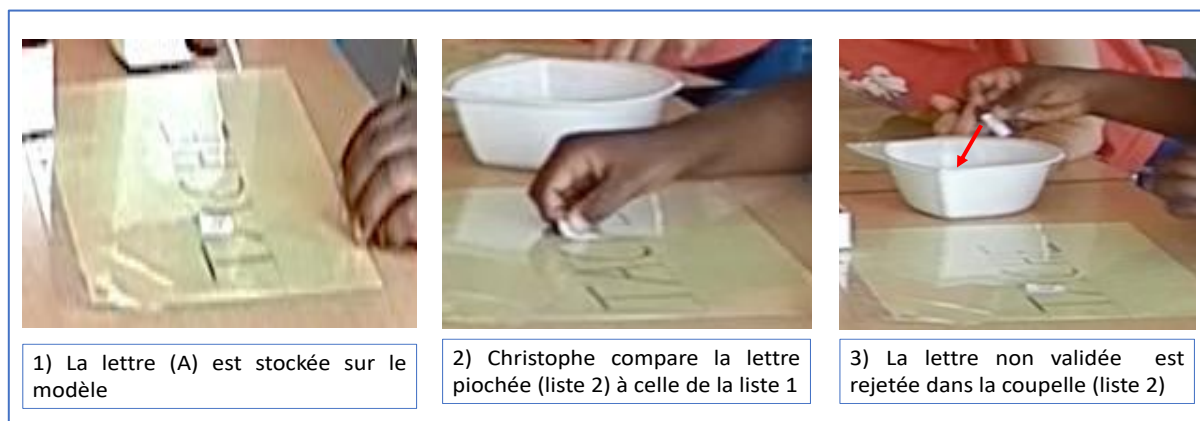 1) La lettre (A) est stockée sur le
modèle
2) Christophe compare la lettre
piochée (liste 2) à celle de la liste 1
3) La lettre non validée est
rejetée dans la coupelle (liste 2)